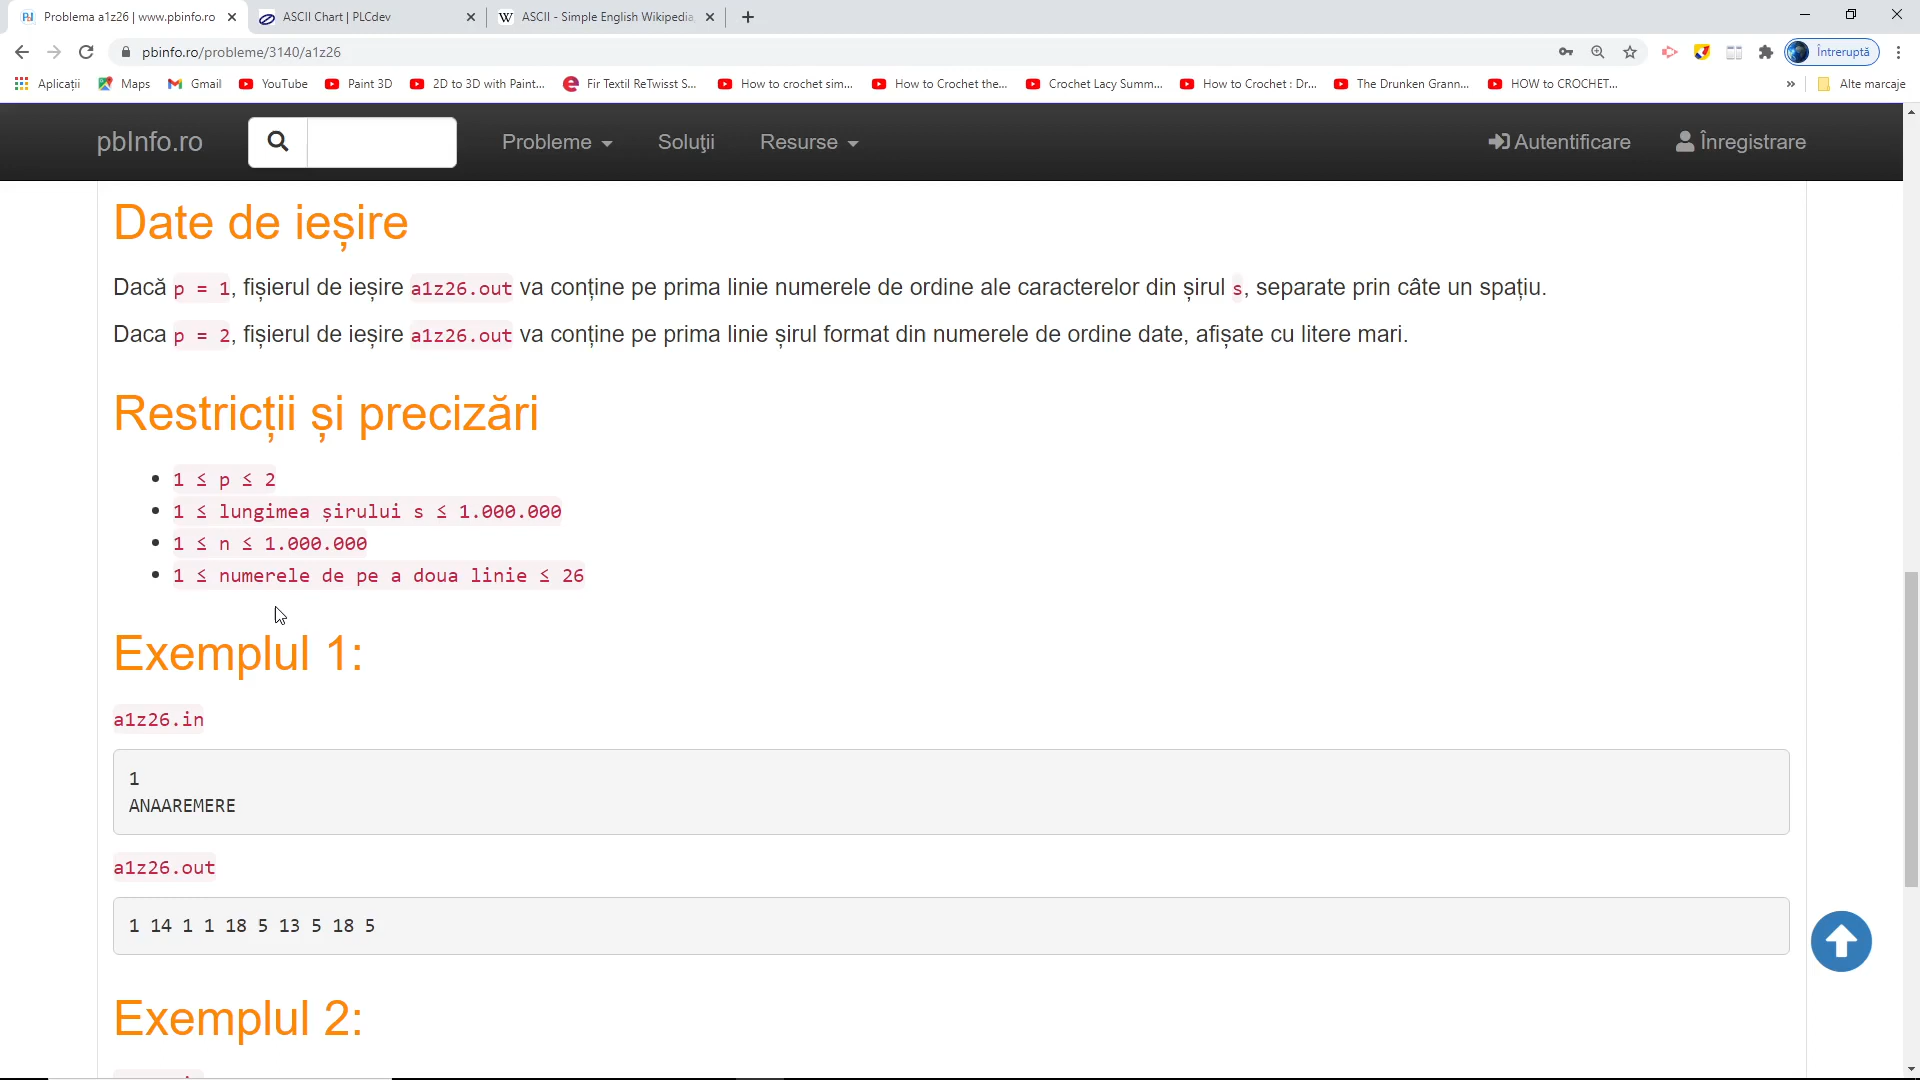 Problema a1z26 | www.pbinfo.ro
ASCII Chart | PLCdev
ASCII - Simple English Wikipedia,
pbinfo.ro/probleme/3140/a1z26
Întreruptă
Aplicații
Maps
Gmail
YouTube
Paint 3D
2D to 3D with Paint...
Fir Textil ReTwisst S...
How to crochet sim...
How to Crochet the...
Crochet Lacy Summ...
How to Crochet : Dr...
The Drunken Grann...
HOW to CROCHET...
»
Alte marcaje
pbInfo.ro
Probleme
Soluții
Resurse
Autentificare
Înregistrare
Date de ieșire
Dacă p = 1, fișierul de ieșire a1z26.out va conține pe prima linie numerele de ordine ale caracterelor din șirul s, separate prin câte un spațiu.
Daca p = 2, fișierul de ieșire a1z26.out va conține pe prima linie șirul format din numerele de ordine date, afișate cu litere mari.
Restricții și precizări
1 ≤ p ≤ 2
1 ≤ lungimea șirului s ≤ 1.000.000
1 ≤ n ≤ 1.000.000
1 ≤ numerele de pe a doua linie ≤ 26
Exemplul 1:
a1z26.in
1
ANAAREMERE
a1z26.out
1 14 1 1 18 5 13 5 18 5
Exemplul 2: